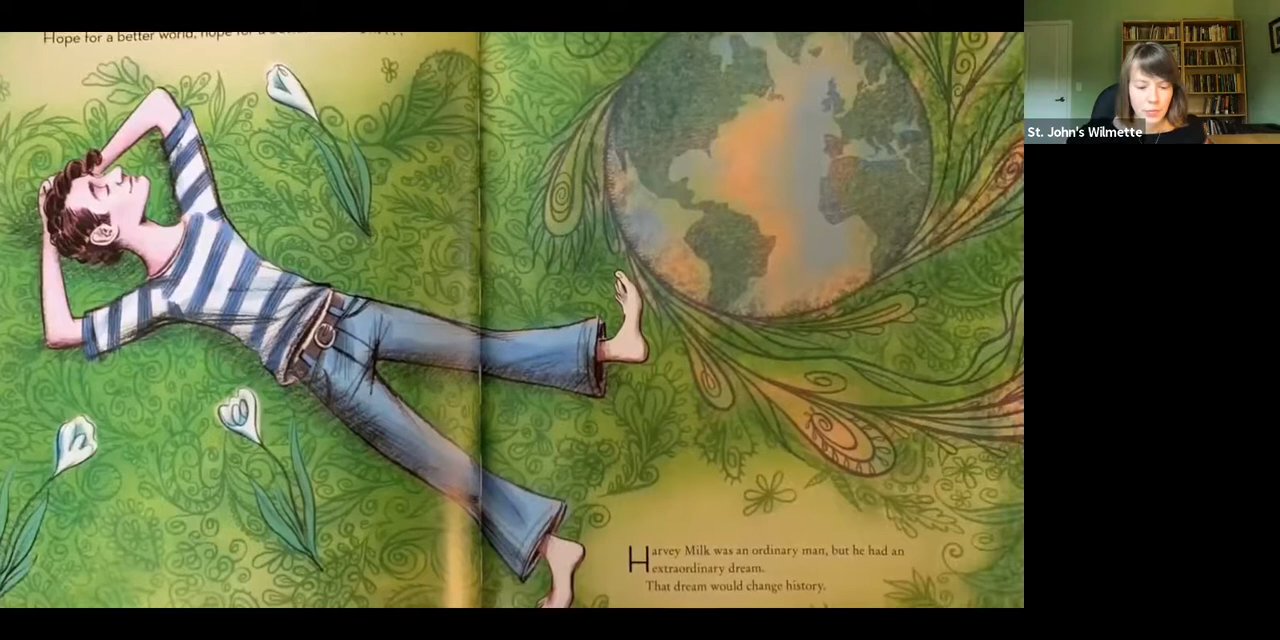 Hope for a better world, hope for a
St. John's Wilmette
Harvey Milk was an ordinary man, but he had an
extraordinary dream.
That dream would change history.